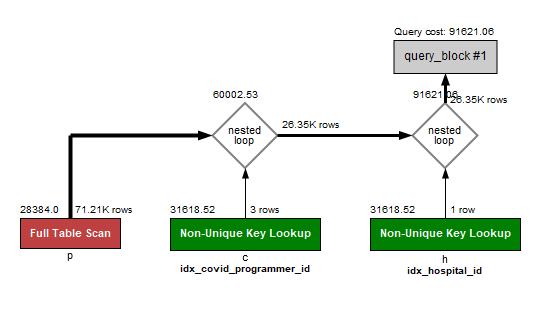 Query cost: 91621.06
query_block #1
60002.53
91621.06
26.35K rows
nested
loop
26.35K rows
nested
loop
28384.0
71.21K rows
31618.52
3 rows
31618.52
1 row
Full Table Scan
Non-Unique Key Lookup
Non-Unique Key Lookup
p
c
h
idx_covid_programmer_id
idx_hospital_id